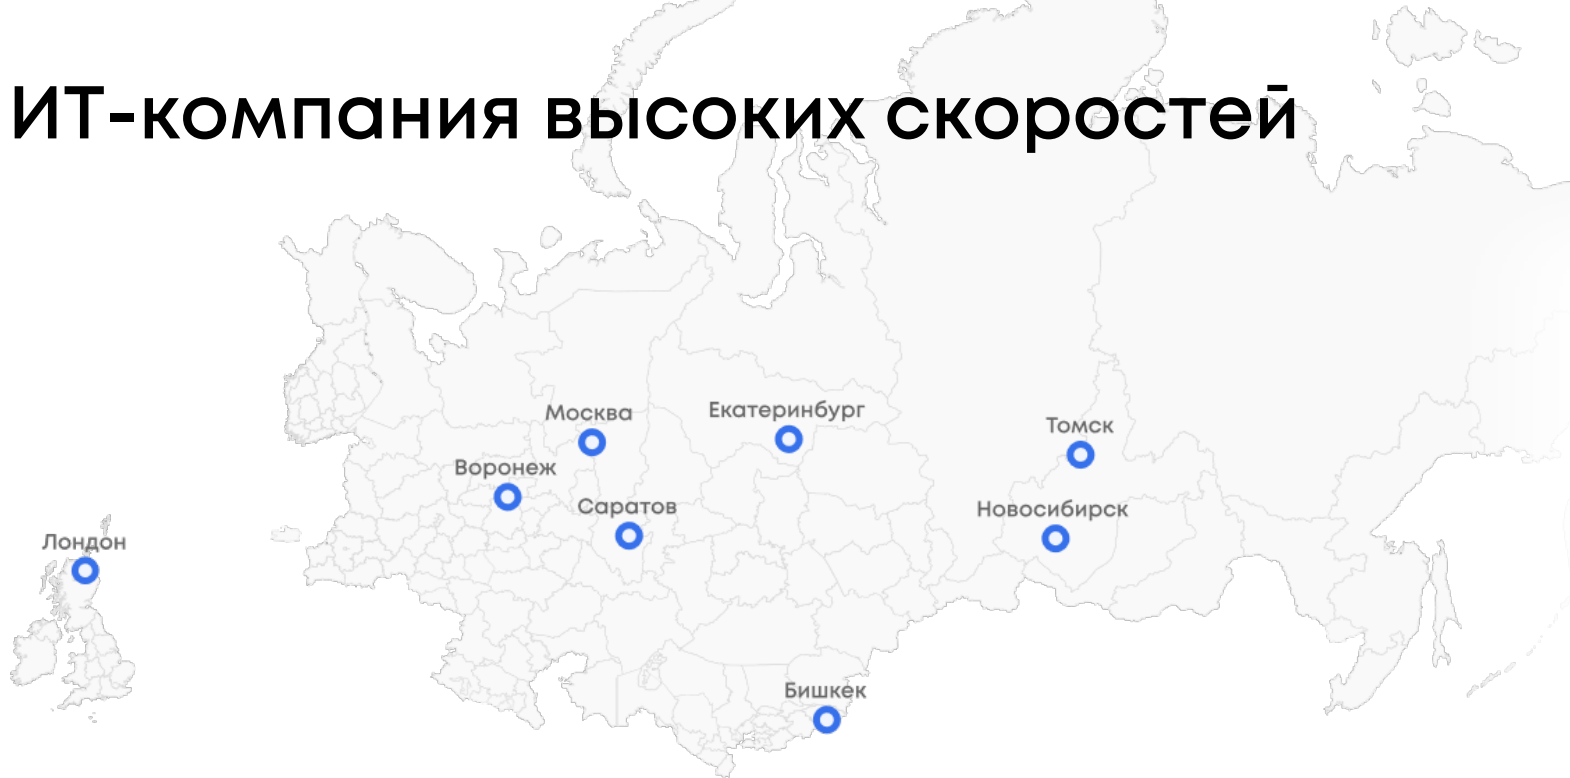 ИТ-компания высоких скоростей
Москва
Екатеринбург
Томск
Воронеж
Саратов
Новосибирск
Лондон
Бишкек